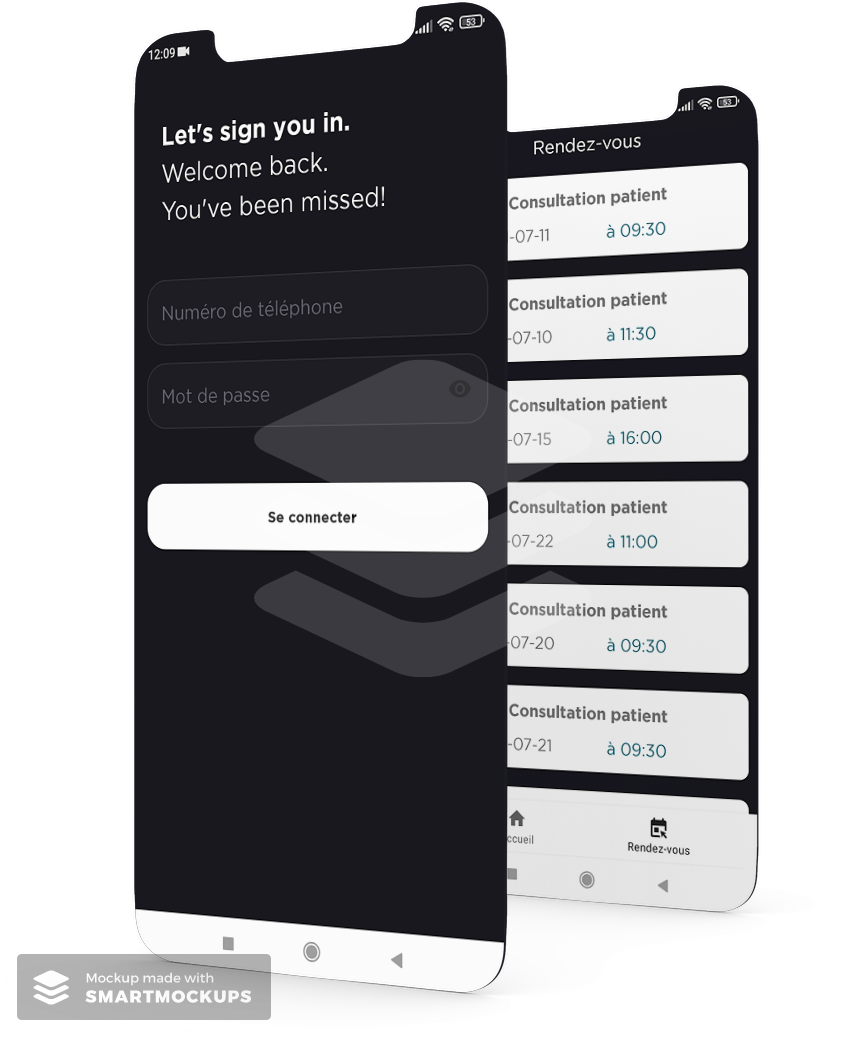 12:09
53
Let's sign you in.
Welcome back.
You've been missed!
Numéro de téléphone
Mot de passe
Se connecter
53
Rendez-vous
Consultation patient
-07-11 à 09:30
Consultation patient
-07-10 à 11:30
Consultation patient
-07-15 à 16:00
Consultation patient
-07-22 à 11:00
Consultation patient
-07-20 à 09:30
Consultation patient
-07-21 à 09:30
ccueil
Rendez-vous
Mockup made with
SMARTMOCKUPS